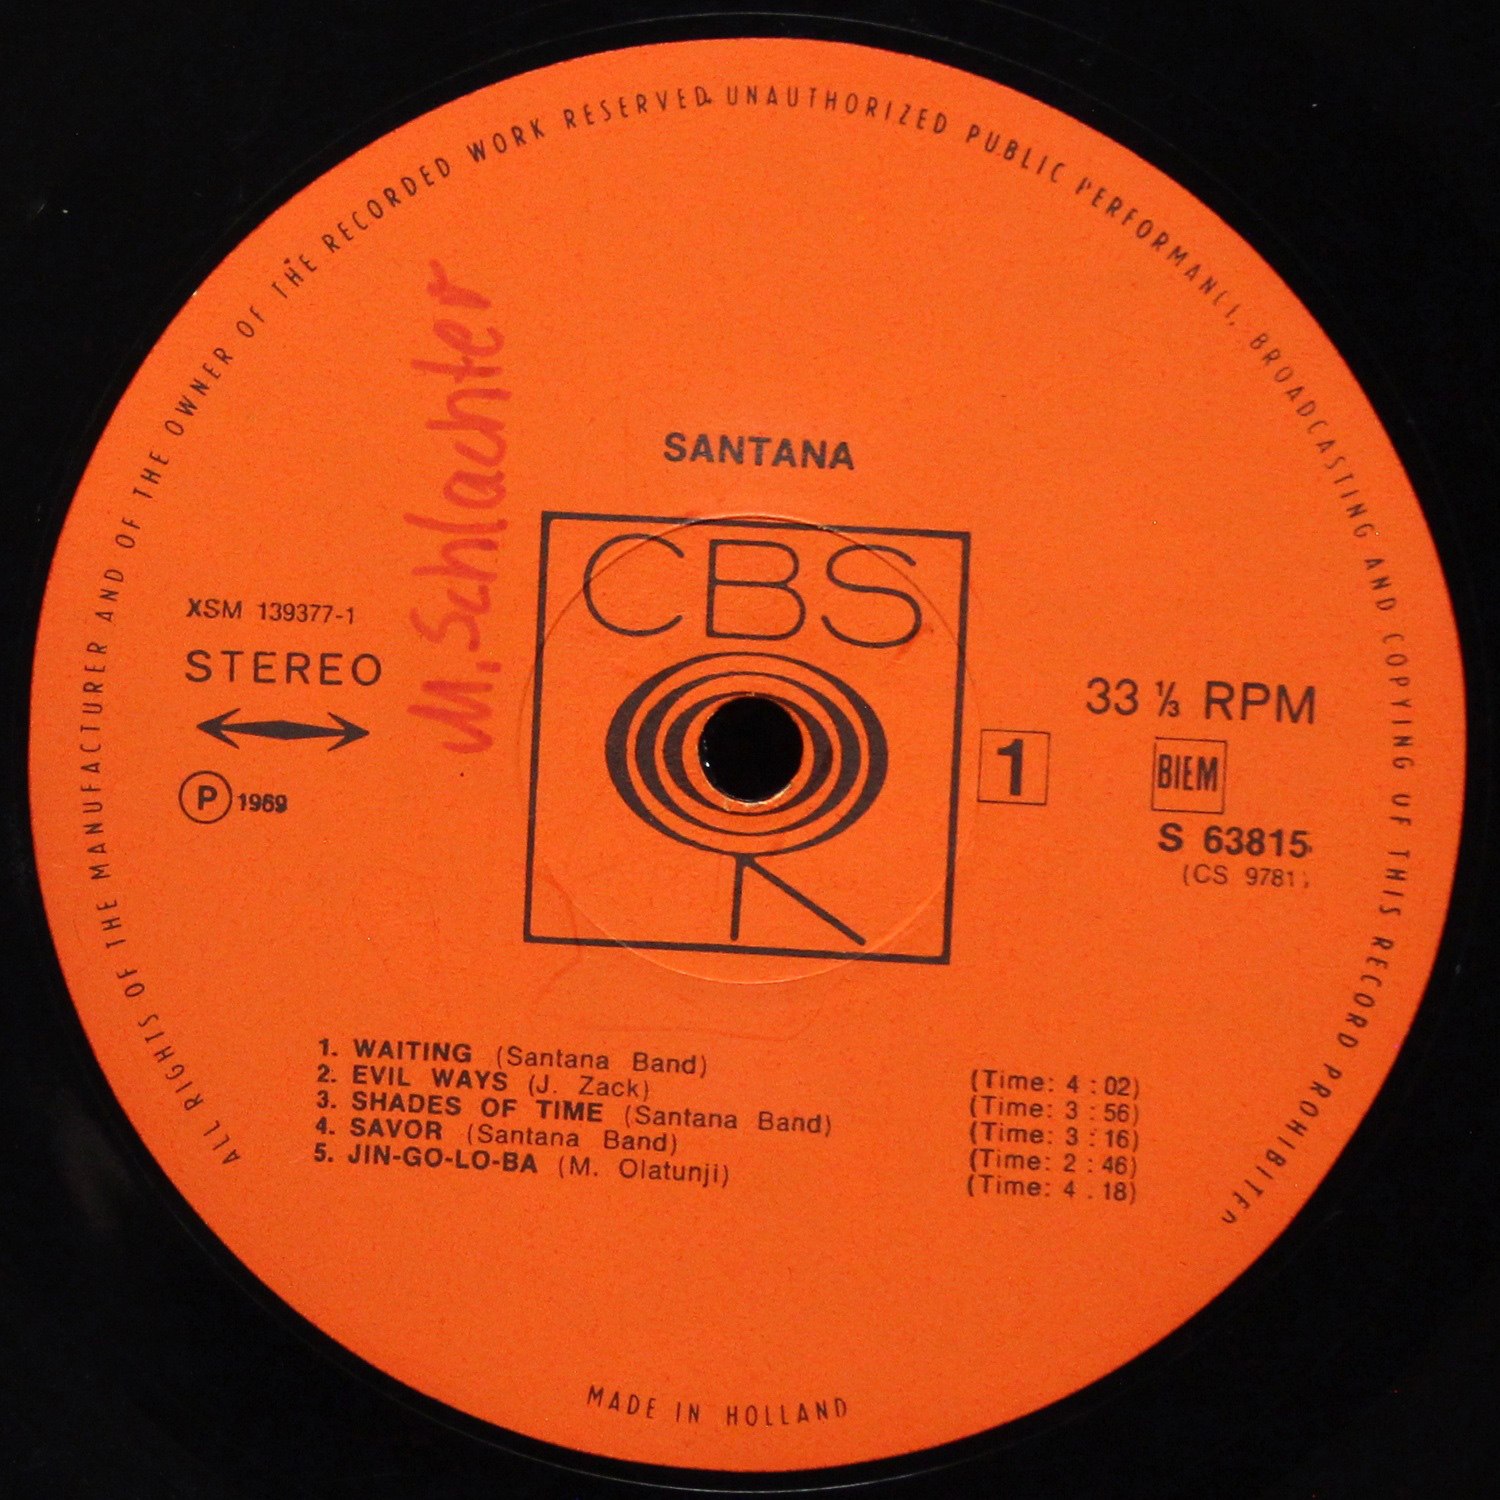 ALL RIGHTS OF THE MANUFACTURER AND OF THE OWNER OF THE RECORDED WORK RESERVED. UNAUTHORIZED PUBLIC PERFORMANCE, BROADCASTING AND COPYING OF THIS RECORD PROHIBITED
M. Schlachter
SANTANA
CBS
XSM 139377-1
STEREO
Ⓟ 1969
33 ⅓ RPM
1
BIEM
S 63815
(CS 9781)
1. WAITING (Santana Band) (Time: 4 : 02)
2. EVIL WAYS (J. Zack) (Time: 3 : 56)
3. SHADES OF TIME (Santana Band) (Time: 3 : 16)
4. SAVOR (Santana Band) (Time: 2 : 46)
5. JIN-GO-LO-BA (M. Olatunji) (Time: 4 : 18)
MADE IN HOLLAND